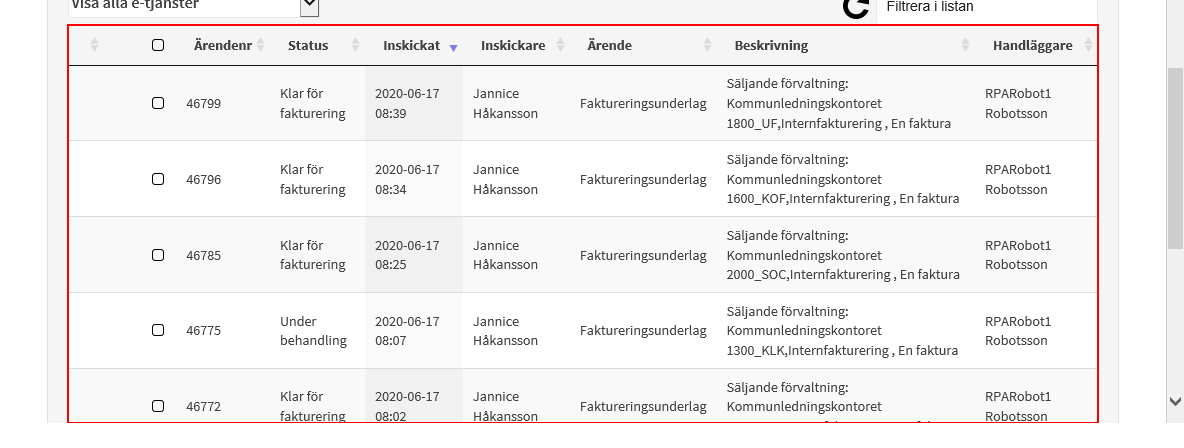 Visa alla e-tjänster
Filtrera i listan
Ärendenr Status Inskickat Inskickare Ärende Beskrivning Handläggare
46799 Klar för fakturering 2020-06-17 08:39 Jannice Håkansson Faktureringsunderlag Säljande förvaltning: Kommunledningskontoret 1800_UF,Internfakturering , En faktura RPARobot1 Robotsson
46796 Klar för fakturering 2020-06-17 08:34 Jannice Håkansson Faktureringsunderlag Säljande förvaltning: Kommunledningskontoret 1600_KOF,Internfakturering , En faktura RPARobot1 Robotsson
46785 Klar för fakturering 2020-06-17 08:25 Jannice Håkansson Faktureringsunderlag Säljande förvaltning: Kommunledningskontoret 2000_SOC,Internfakturering , En faktura RPARobot1 Robotsson
46775 Under behandling 2020-06-17 08:07 Jannice Håkansson Faktureringsunderlag Säljande förvaltning: Kommunledningskontoret 1300_KLK,Internfakturering , En faktura RPARobot1 Robotsson
46772 Klar för fakturering 2020-06-17 08:02 Jannice Håkansson Faktureringsunderlag Säljande förvaltning: Kommunledningskontoret RPARobot1 Robotsson